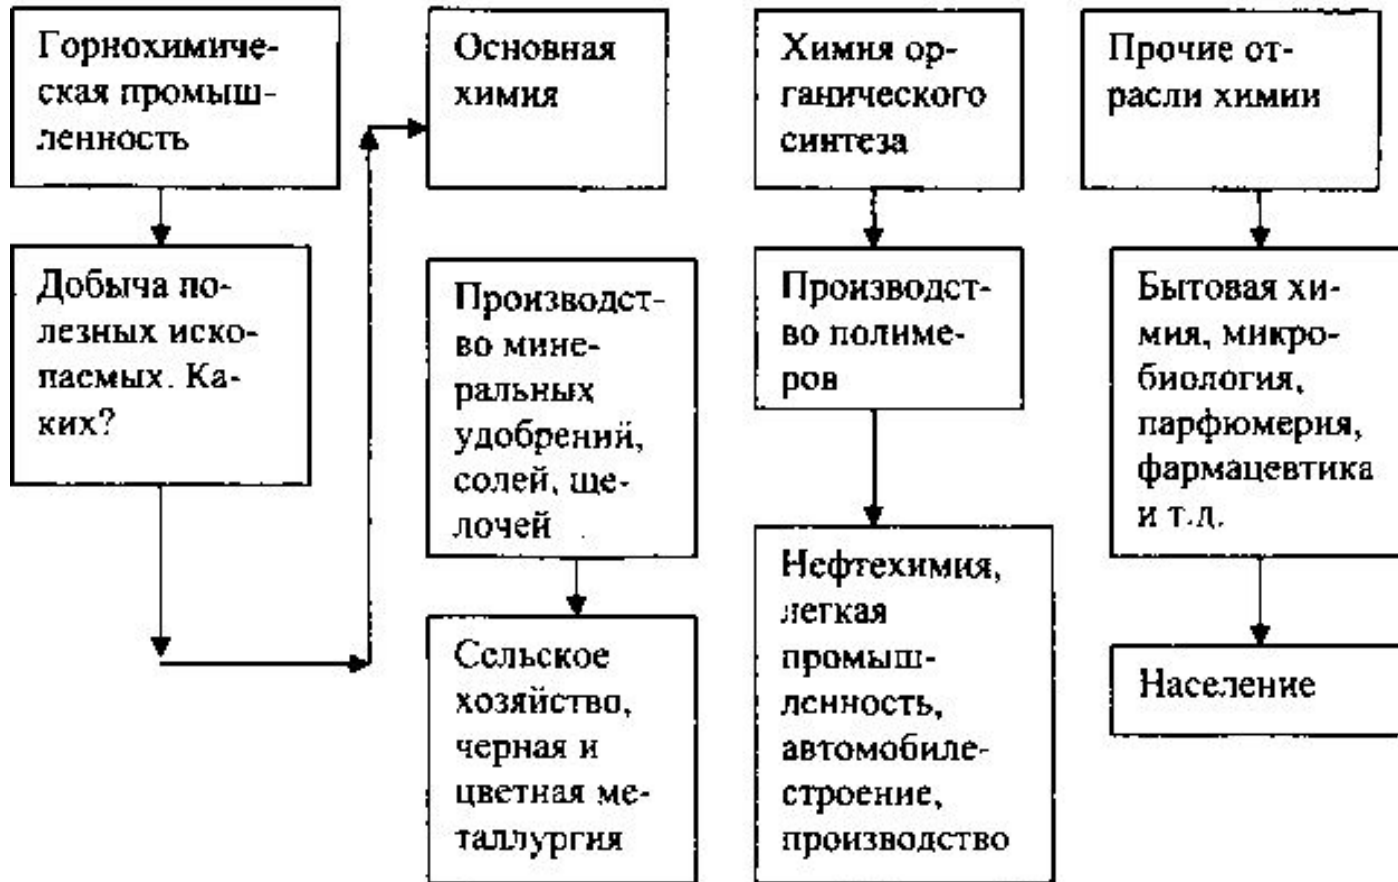 Горнохимиче-
ская промыш-
ленность
Добыча по-
лезных иско-
паемых. Ка-
ких?
Основная
химия
Производст-
во мине-
ральных
удобрений,
солей, ще-
лочей
Сельское
хозяйство,
черная и
цветная ме-
таллургия
Химия ор-
ганического
синтеза
Производст-
во полиме-
ров
Нефтехимия,
легкая
промыш-
ленность,
автомобиле-
строение,
производство
Прочие от-
расли химии
Бытовая хи-
мия, микро-
биология,
парфюмерия,
фармацевтика
и т.д.
Население